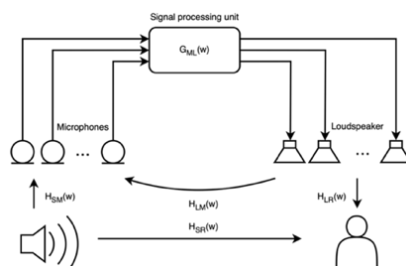 Signal processing unit
G_ML(w)
Microphones
Loudspeaker
...
...
H_SM(w)
H_LM(w)
H_LR(w)
H_SR(w)